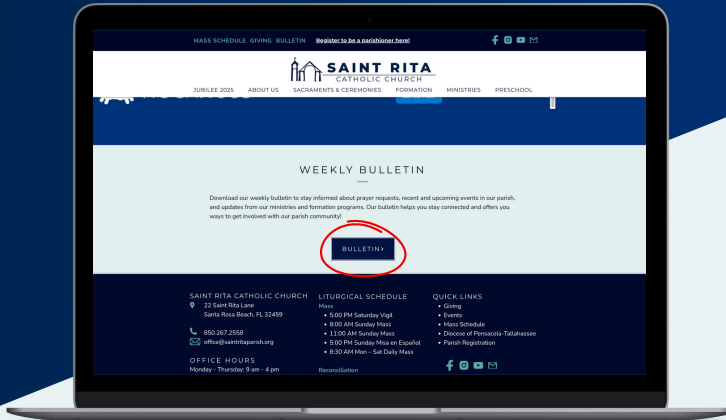 MASS SCHEDULE GIVING BULLETIN Register to be a parishioner here!
SAINT RITA
CATHOLIC CHURCH
JUBILEE 2025 ABOUT US SACRAMENTS & CEREMONIES FORMATION MINISTRIES PRESCHOOL
WEEKLY BULLETIN
Download our weekly bulletin to stay informed about prayer requests, recent and upcoming events in our parish,
and updates from our ministries and formation programs. Our bulletin helps you stay connected and offers you
ways to get involved with our parish community!
BULLETIN›
SAINT RITA CATHOLIC CHURCH
22 Saint Rita Lane
Santa Rosa Beach, FL 32459
850.267.2558
office@saintritaparish.org
OFFICE HOURS
Monday - Thursday: 9 am – 4 pm
LITURGICAL SCHEDULE
Mass
• 5:00 PM Saturday Vigil
• 8:00 AM Sunday Mass
• 11:00 AM Sunday Mass
• 5:00 PM Sunday Misa en Español
• 8:30 AM Mon – Sat Daily Mass
Reconciliation
QUICK LINKS
• Giving
• Events
• Mass Schedule
• Diocese of Pensacola-Tallahassee
• Parish Registration